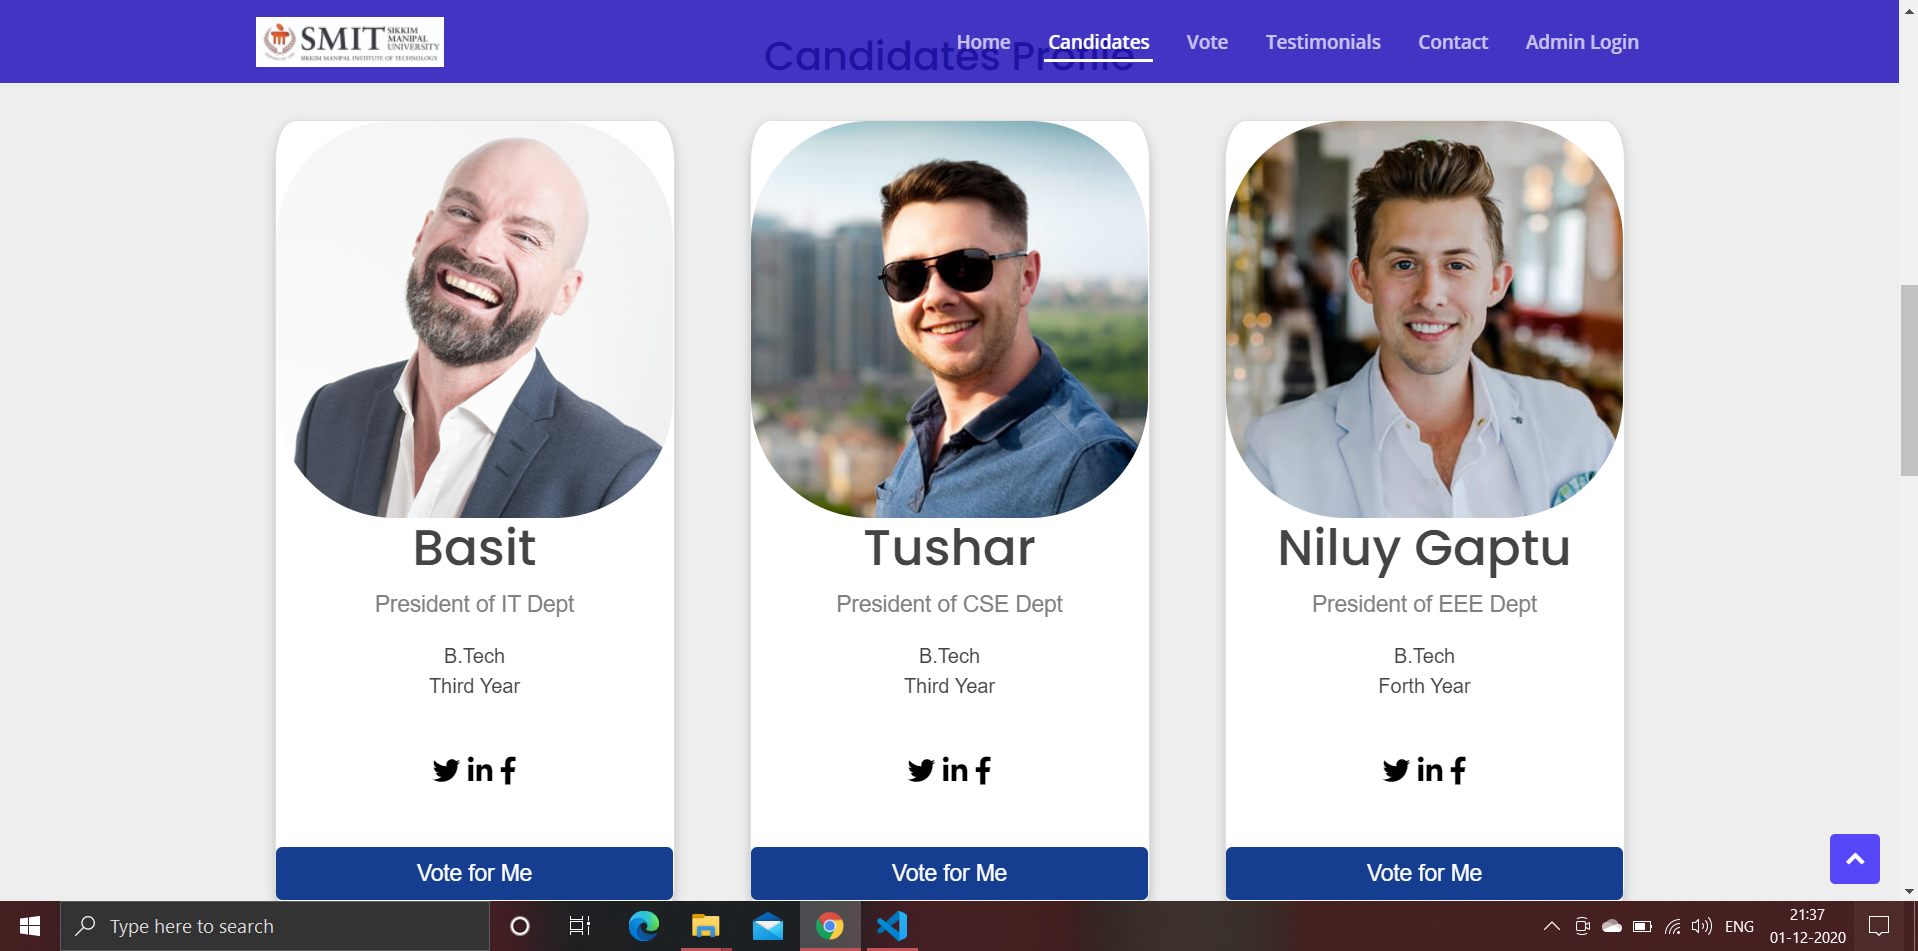 SMIT
SIKKIM
MANIPAL
UNIVERSITY
SIKKIM MANIPAL INSTITUTE OF TECHNOLOGY
Candidates Profile
Home Candidates Vote Testimonials Contact Admin Login
Basit
President of IT Dept
B.Tech
Third Year
in
Vote for Me
Tushar
President of CSE Dept
B.Tech
Third Year
in
Vote for Me
Niluy Gaptu
President of EEE Dept
B.Tech
Forth Year
in
Vote for Me
Type here to search
ENG
21:37
01-12-2020